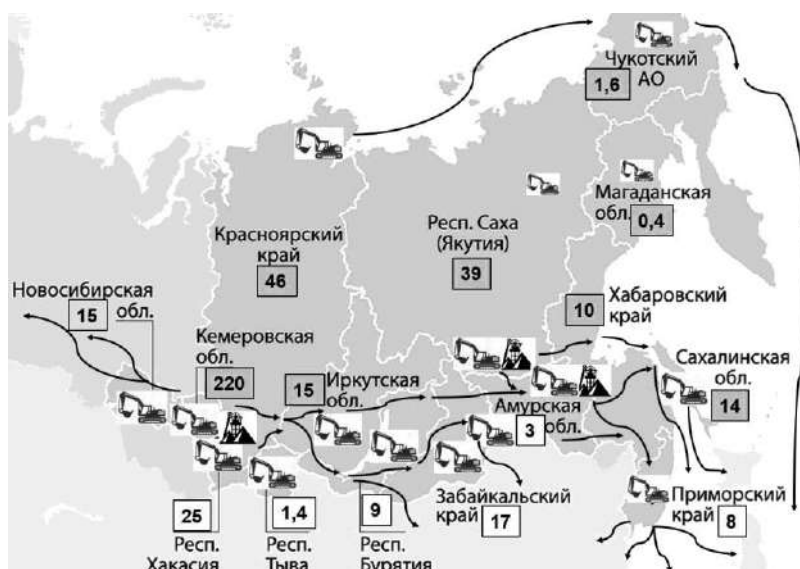 Чукотский
АО
1,6
Магаданская
обл.
0,4
Респ. Саха
(Якутия)
39
Красноярский
край
46
Новосибирская
обл.
15
Хабаровский
край
10
Кемеровская
обл.
220
Иркутская
обл.
15
Сахалинская
обл.
14
Амурская
обл.
3
Забайкальский
край
17
Приморский
край
8
25
Респ.
Хакасия
1,4
Респ.
Тыва
9
Респ.
Бурятия